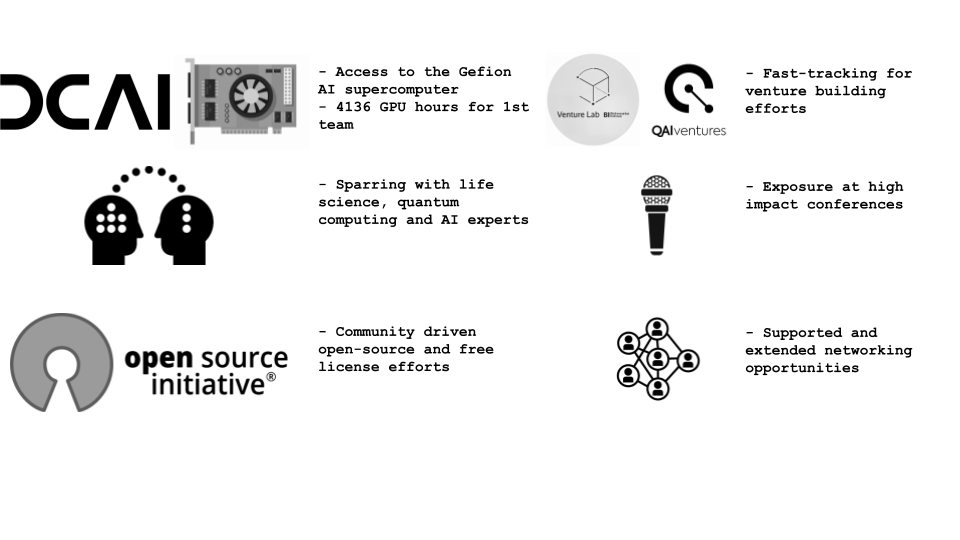 DCAI
- Access to the Gefion
AI supercomputer
- 4136 GPU hours for 1st
team
Venture Lab
QAIventures
- Fast-tracking for
venture building
efforts
- Sparring with life
science, quantum
computing and AI experts
- Exposure at high
impact conferences
open source
initiative®
- Community driven
open-source and free
license efforts
- Supported and
extended networking
opportunities